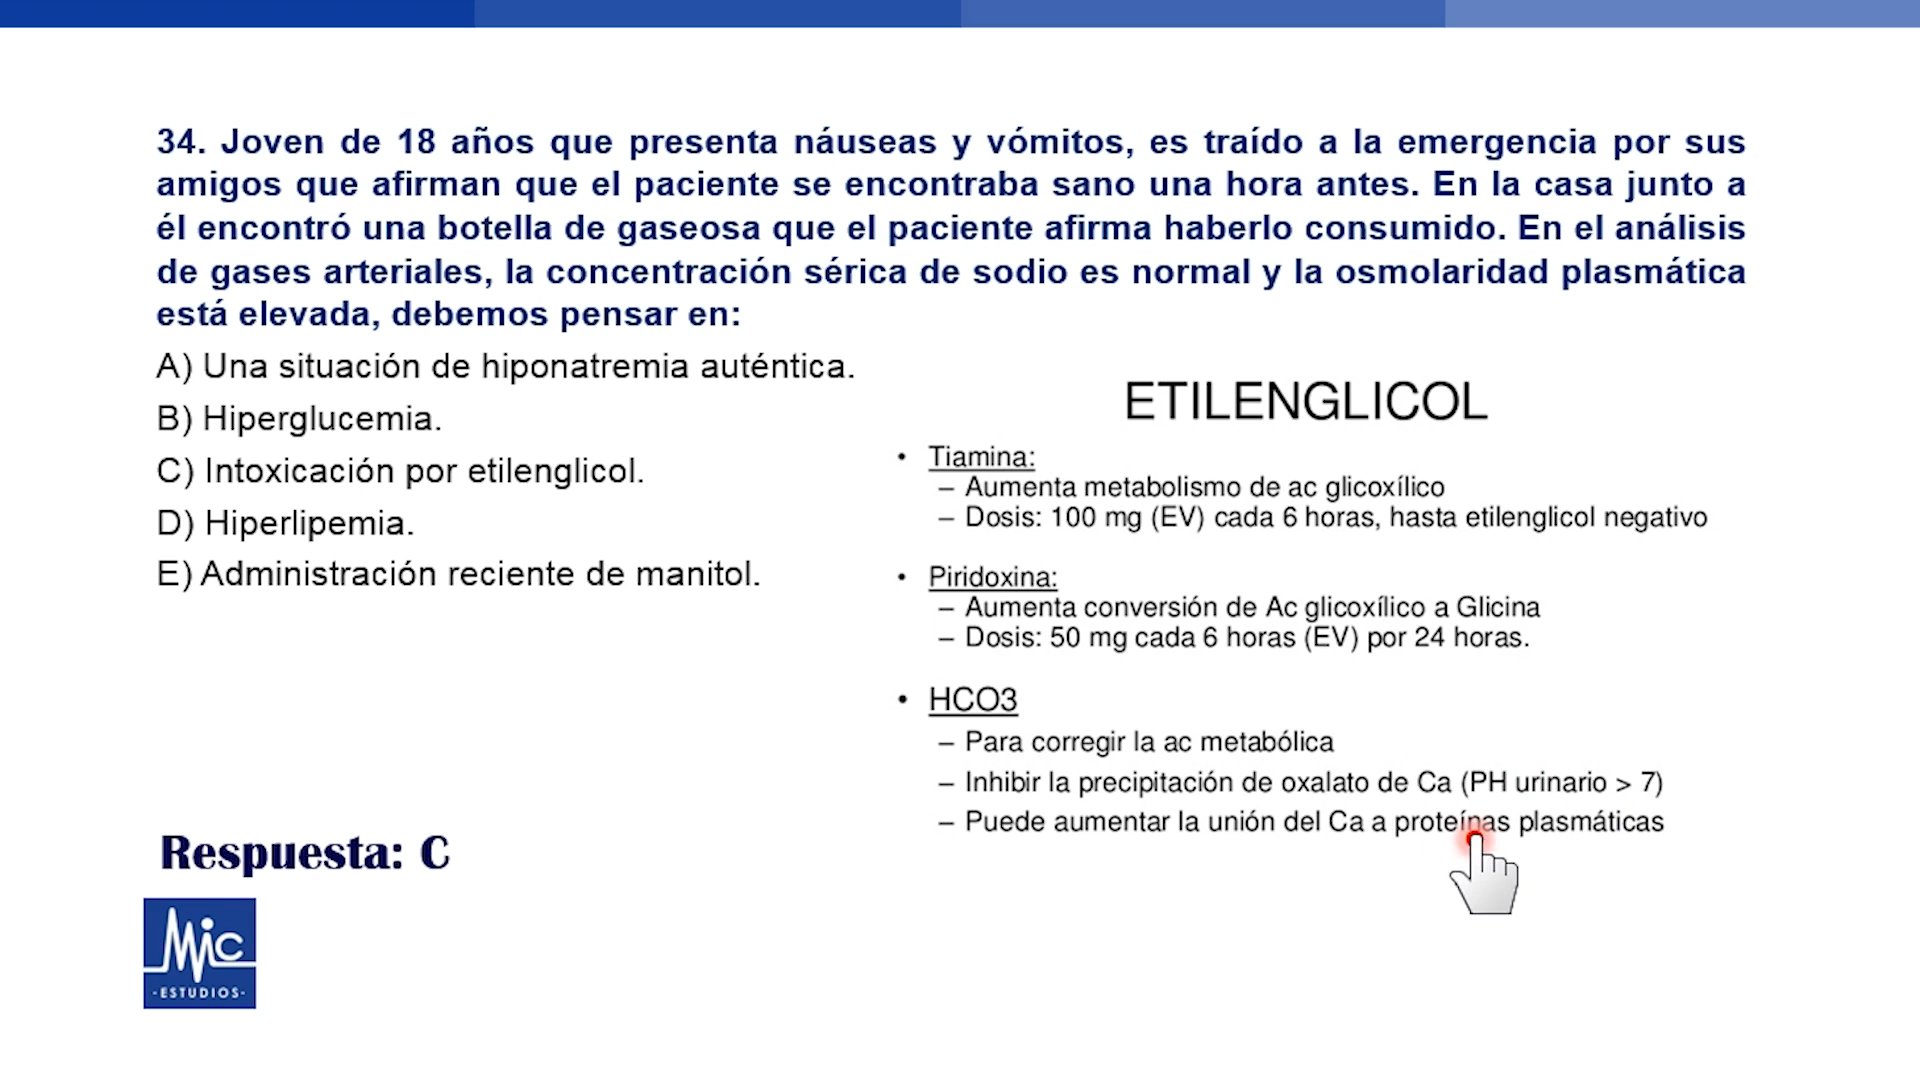 34. Joven de 18 años que presenta náuseas y vómitos, es traído a la emergencia por sus
amigos que afirman que el paciente se encontraba sano una hora antes. En la casa junto a
él encontró una botella de gaseosa que el paciente afirma haberlo consumido. En el análisis
de gases arteriales, la concentración sérica de sodio es normal y la osmolaridad plasmática
está elevada, debemos pensar en:
A) Una situación de hiponatremia auténtica.
B) Hiperglucemia.
C) Intoxicación por etilenglicol.
D) Hiperlipemia.
E) Administración reciente de manitol.
ETILENGLICOL
• Tiamina:
– Aumenta metabolismo de ac glicoxílico
– Dosis: 100 mg (EV) cada 6 horas, hasta etilenglicol negativo
• Piridoxina:
– Aumenta conversión de Ac glicoxílico a Glicina
– Dosis: 50 mg cada 6 horas (EV) por 24 horas.
• HCO3
– Para corregir la ac metabólica
– Inhibir la precipitación de oxalato de Ca (PH urinario > 7)
– Puede aumentar la unión del Ca a proteínas plasmáticas
Respuesta: C
Mic
·ESTUDIOS·